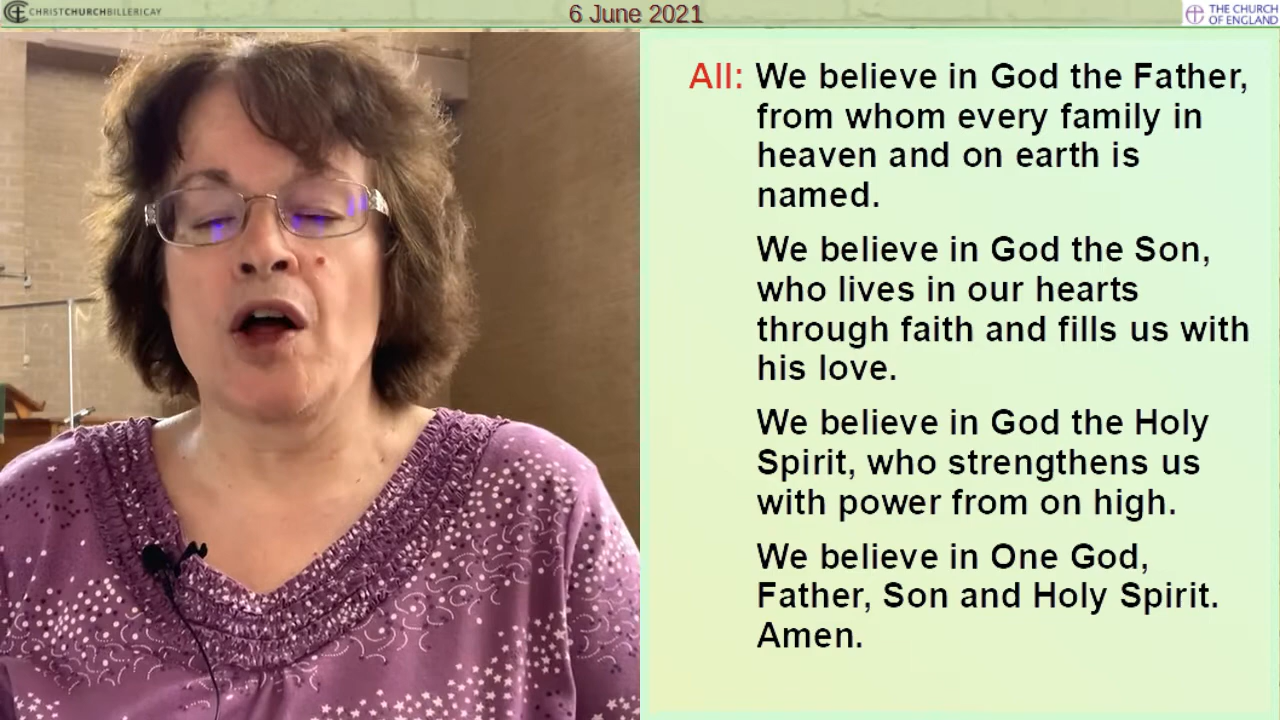 CHRISTCHURCHBILLERICAY
6 June 2021
THE CHURCH
OF ENGLAND
All: We believe in God the Father,
from whom every family in
heaven and on earth is
named.
We believe in God the Son,
who lives in our hearts
through faith and fills us with
his love.
We believe in God the Holy
Spirit, who strengthens us
with power from on high.
We believe in One God,
Father, Son and Holy Spirit.
Amen.